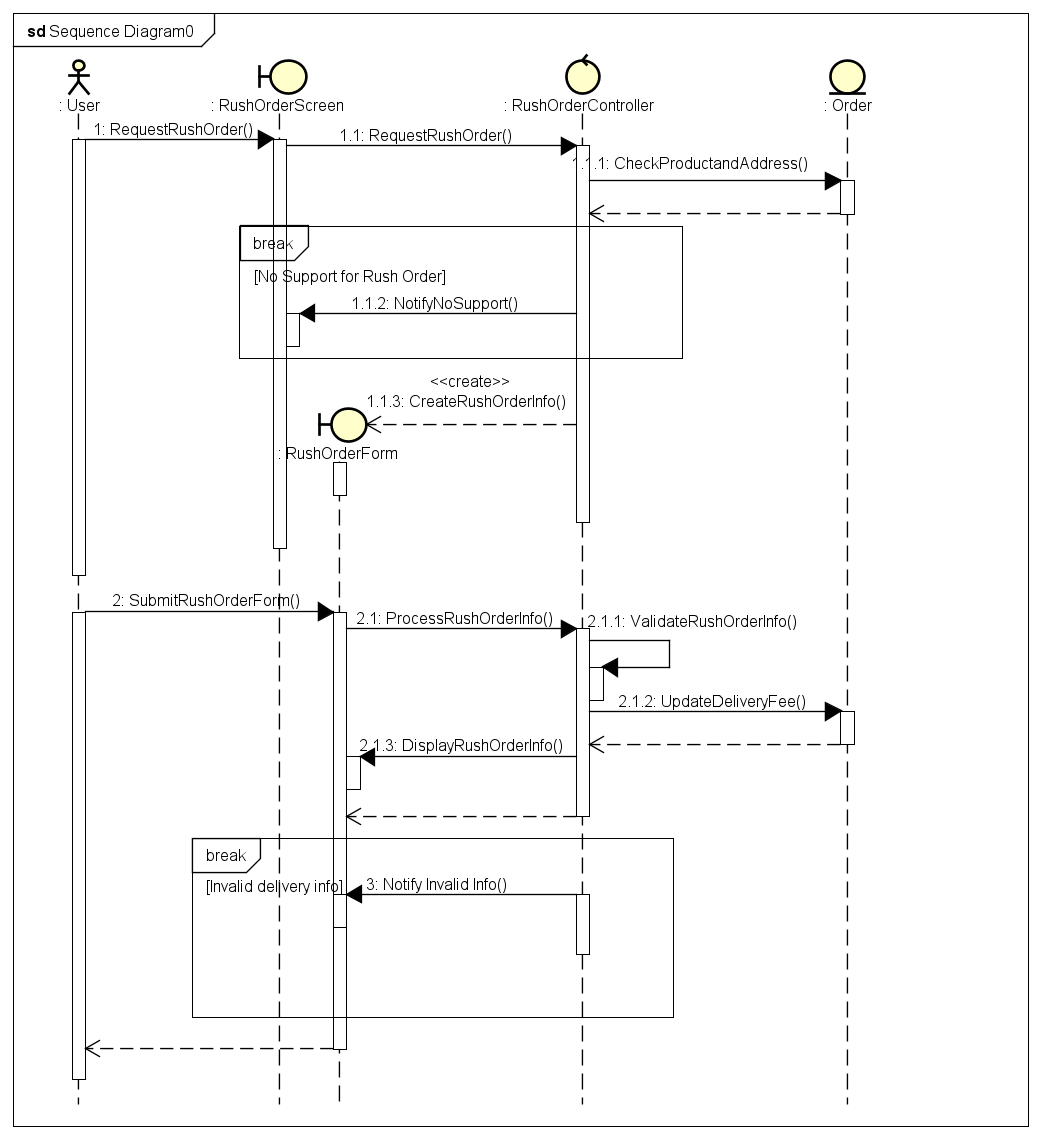 sd Sequence Diagram0
: User
: RushOrderScreen
: RushOrderController
: Order
1: RequestRushOrder()
1.1: RequestRushOrder()
1.1.1: CheckProductandAddress()
break
[No Support for Rush Order]
1.1.2: NotifyNoSupport()
<<create>>
1.1.3: CreateRushOrderInfo()
: RushOrderForm
2: SubmitRushOrderForm()
2.1: ProcessRushOrderInfo()
2.1.1: ValidateRushOrderInfo()
2.1.2: UpdateDeliveryFee()
2.1.3: DisplayRushOrderInfo()
break
[Invalid delivery info]
3: Notify Invalid Info()